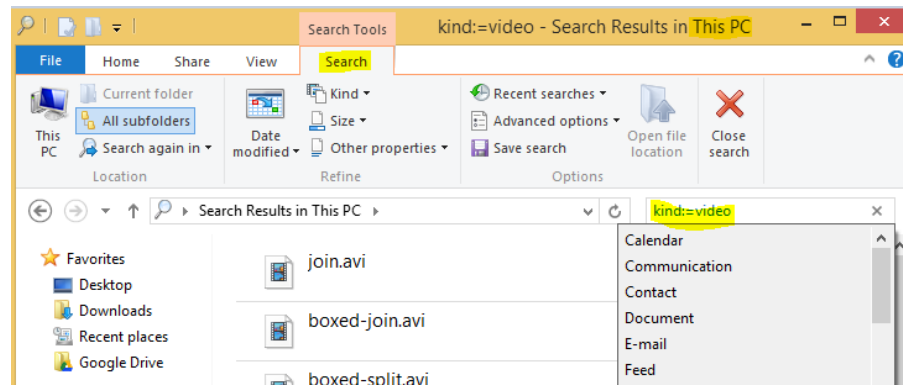 Search Tools
kind:=video - Search Results in This PC
File Home Share View Search
This PC
Current folder
All subfolders
Search again in
Location
Date modified
Kind
Size
Other properties
Refine
Recent searches
Advanced options
Save search
Open file location
Options
Close search
Search Results in This PC
kind:=video
Favorites
Desktop
Downloads
Recent places
Google Drive
join.avi
boxed-join.avi
boxed-split.avi
Calendar
Communication
Contact
Document
E-mail
Feed